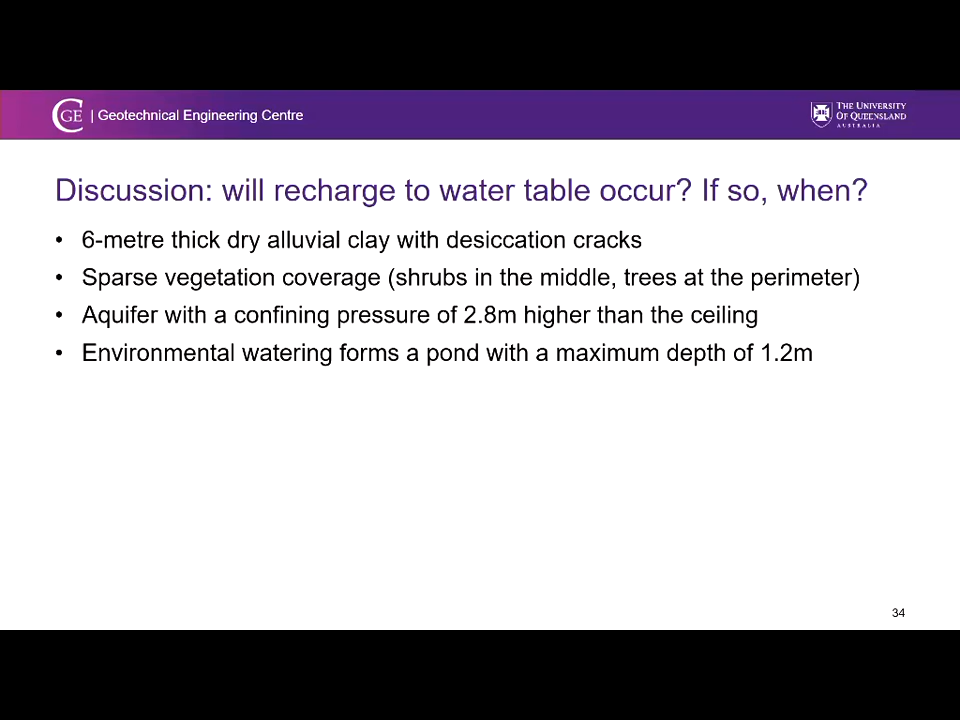 CGE | Geotechnical Engineering Centre
THE UNIVERSITY
OF QUEENSLAND
AUSTRALIA
Discussion: will recharge to water table occur? If so, when?
• 6-metre thick dry alluvial clay with desiccation cracks
• Sparse vegetation coverage (shrubs in the middle, trees at the perimeter)
• Aquifer with a confining pressure of 2.8m higher than the ceiling
• Environmental watering forms a pond with a maximum depth of 1.2m
34